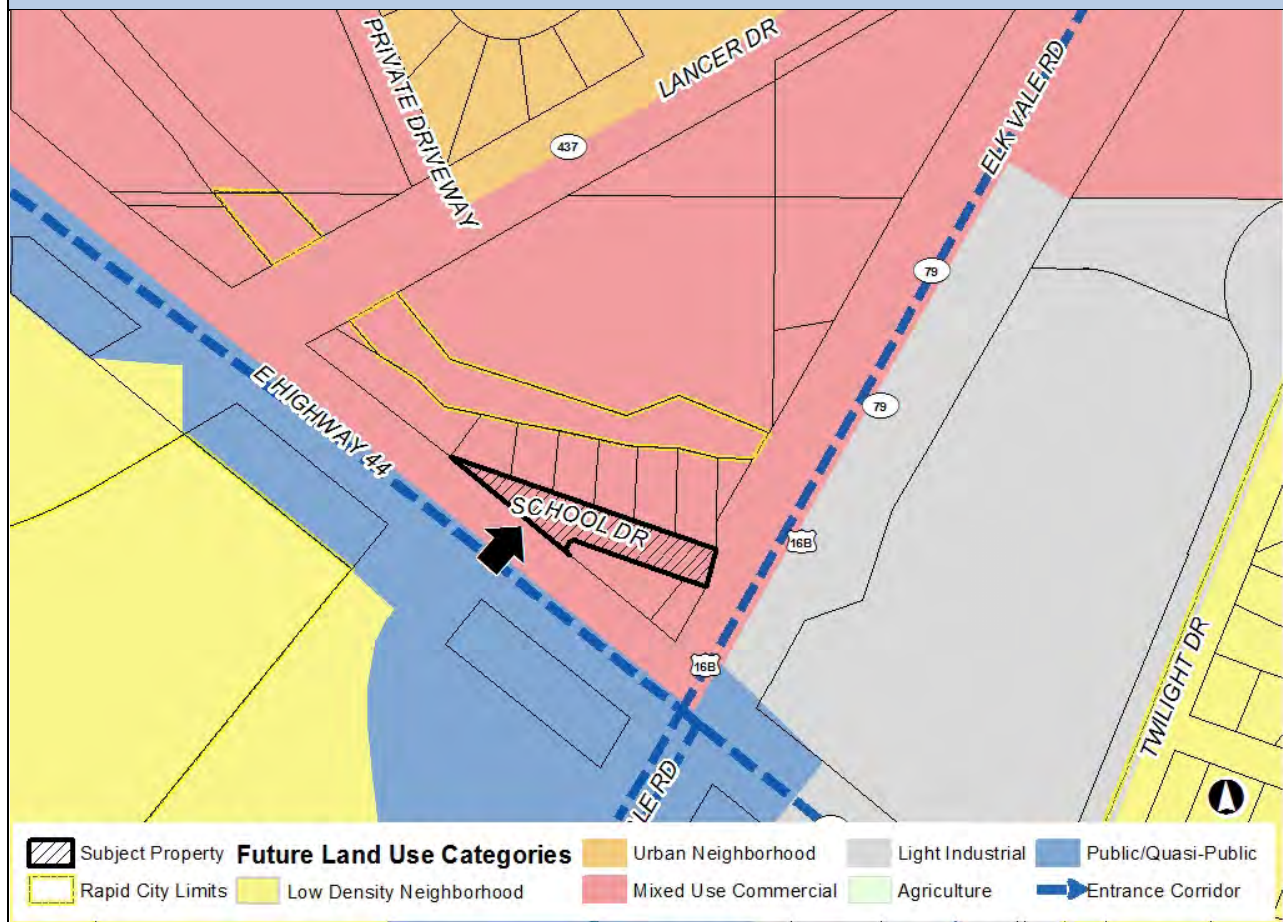 PRIVATE DRIVEWAY
LANCER DR
437
ELK VALE RD
79
79
E HIGHWAY 44
SCHOOL DR
16B
16B
TWILIGHT DR
LE RD
Subject Property
Rapid City Limits
Future Land Use Categories
Low Density Neighborhood
Urban Neighborhood
Mixed Use Commercial
Light Industrial
Agriculture
Public/Quasi-Public
Entrance Corridor